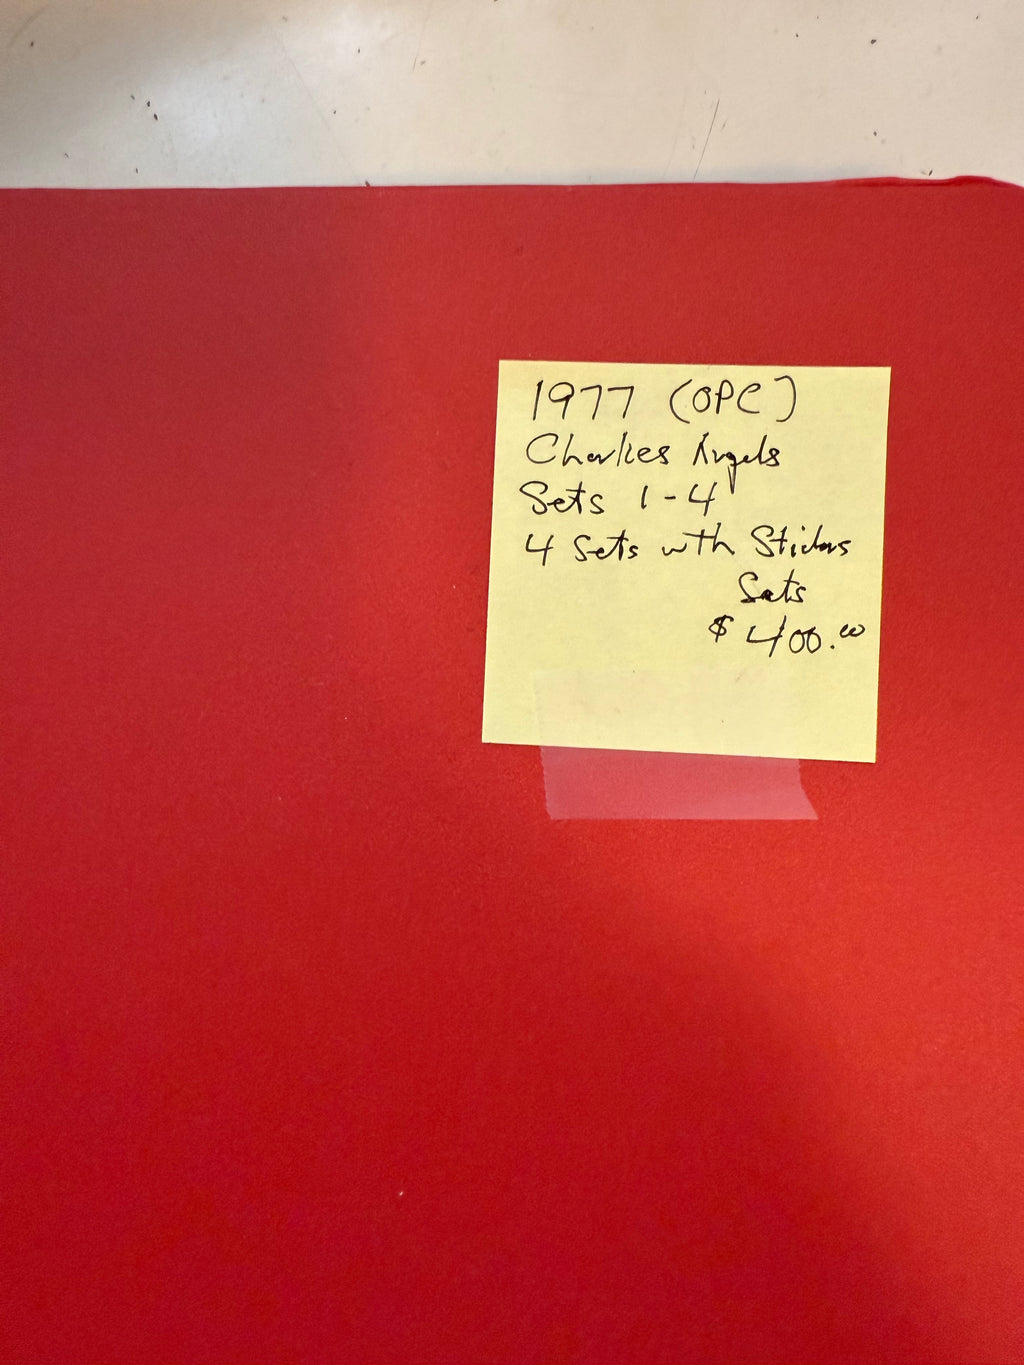 1977 (OPC)
Charlies Angels
Sets 1-4
4 Sets with Stickers
Sets
$400.00